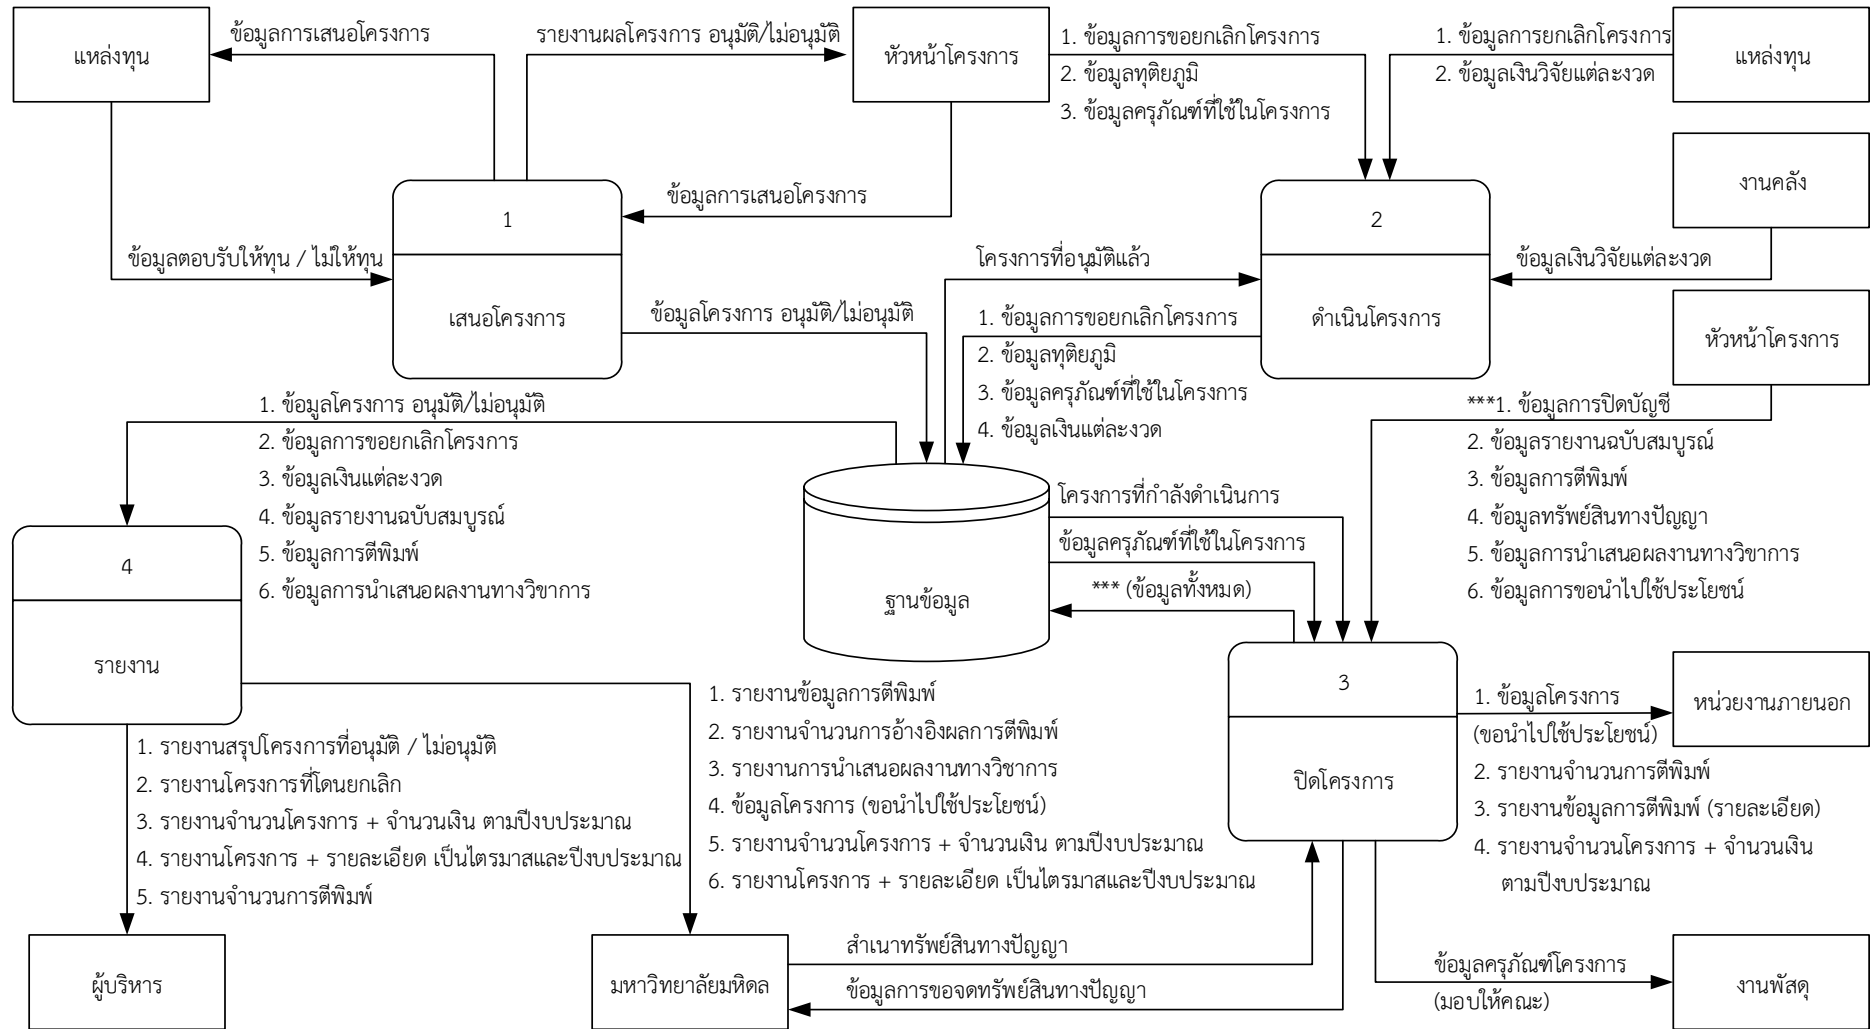 แหล่งทุน
ข้อมูลการเสนอโครงการ
รายงานผลโครงการ อนุมัติ/ไม่อนุมัติ
หัวหน้าโครงการ
1. ข้อมูลการขอยกเลิกโครงการ
2. ข้อมูลทุติยภูมิ
3. ข้อมูลครุภัณฑ์ที่ใช้ในโครงการ
1. ข้อมูลการยกเลิกโครงการ
2. ข้อมูลเงินวิจัยแต่ละงวด
แหล่งทุน
งานคลัง
ข้อมูลการเสนอโครงการ
1
เสนอโครงการ
2
ดำเนินโครงการ
ข้อมูลตอบรับให้ทุน / ไม่ให้ทุน
โครงการที่อนุมัติแล้ว
ข้อมูลเงินวิจัยแต่ละงวด
ข้อมูลโครงการ อนุมัติ/ไม่อนุมัติ
1. ข้อมูลการขอยกเลิกโครงการ
2. ข้อมูลทุติยภูมิ
3. ข้อมูลครุภัณฑ์ที่ใช้ในโครงการ
4. ข้อมูลเงินแต่ละงวด
หัวหน้าโครงการ
1. ข้อมูลโครงการ อนุมัติ/ไม่อนุมัติ
2. ข้อมูลการขอยกเลิกโครงการ
3. ข้อมูลเงินแต่ละงวด
4. ข้อมูลรายงานฉบับสมบูรณ์
5. ข้อมูลการตีพิมพ์
6. ข้อมูลการนำเสนอผลงานทางวิขาการ
***1. ข้อมูลการปิดบัญชี
2. ข้อมูลรายงานฉบับสมบูรณ์
3. ข้อมูลการตีพิมพ์
4. ข้อมูลทรัพย์สินทางปัญญา
5. ข้อมูลการนำเสนอผลงานทางวิขาการ
6. ข้อมูลการขอนำไปใช้ประโยชน์
โครงการที่กำลังดำเนินการ
ข้อมูลครุภัณฑ์ที่ใช้ในโครงการ
*** (ข้อมูลทั้งหมด)
ฐานข้อมูล
4
รายงาน
3
ปิดโครงการ
1. ข้อมูลโครงการ
(ขอนำไปใช้ประโยชน์)
2. รายงานจำนวนการตีพิมพ์
3. รายงานข้อมูลการตีพิมพ์ (รายละเอียด)
4. รายงานจำนวนโครงการ + จำนวนเงิน
ตามปีงบประมาณ
หน่วยงานภายนอก
1. รายงานข้อมูลการตีพิมพ์
2. รายงานจำนวนการอ้างอิงผลการตีพิมพ์
3. รายงานการนำเสนอผลงานทางวิชาการ
4. ข้อมูลโครงการ (ขอนำไปใช้ประโยชน์)
5. รายงานจำนวนโครงการ + จำนวนเงิน ตามปีงบประมาณ
6. รายงานโครงการ + รายละเอียด เป็นไตรมาสและปีงบประมาณ
1. รายงานสรุปโครงการที่อนุมัติ / ไม่อนุมัติ
2. รายงานโครงการที่โดนยกเลิก
3. รายงานจำนวนโครงการ + จำนวนเงิน ตามปีงบประมาณ
4. รายงานโครงการ + รายละเอียด เป็นไตรมาสและปีงบประมาณ
5. รายงานจำนวนการตีพิมพ์
ผู้บริหาร
มหาวิทยาลัยมหิดล
สำเนาทรัพย์สินทางปัญญา
ข้อมูลการขอจดทรัพย์สินทางปัญญา
ข้อมูลครุภัณฑ์โครงการ
(มอบให้คณะ)
งานพัสดุ